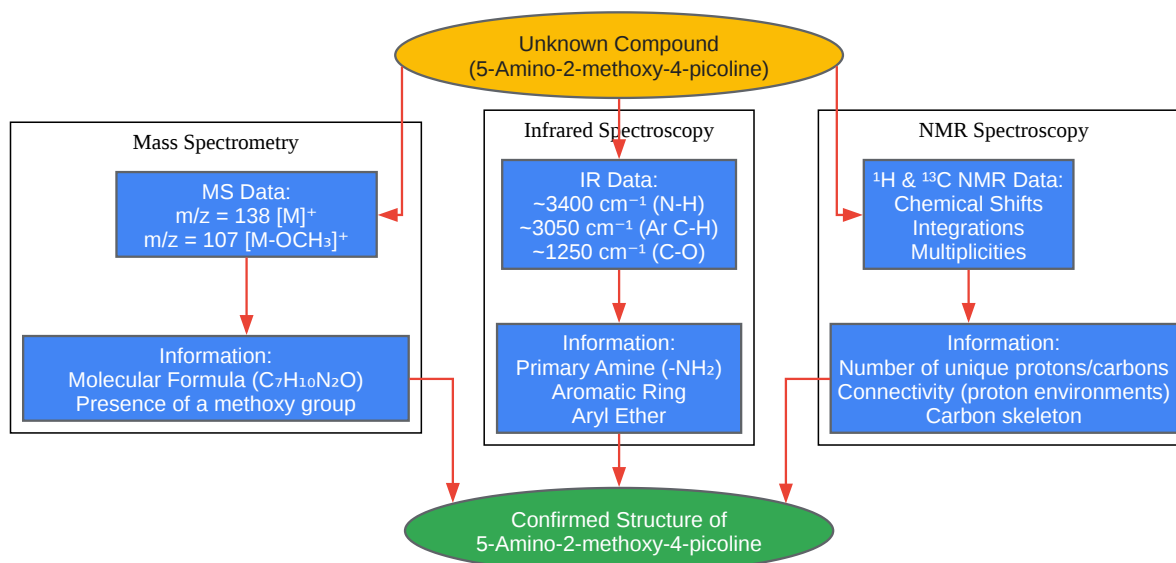 Unknown Compound
(5-Amino-2-methoxy-4-picoline)
Mass Spectrometry
MS Data:
m/z = 138 [M]⁺
m/z = 107 [M-OCH₃]⁺
Information:
Molecular Formula (C₇H₁₀N₂O)
Presence of a methoxy group
Infrared Spectroscopy
IR Data:
~3400 cm⁻¹ (N-H)
~3050 cm⁻¹ (Ar C-H)
~1250 cm⁻¹ (C-O)
Information:
Primary Amine (-NH₂)
Aromatic Ring
Aryl Ether
NMR Spectroscopy
¹H & ¹³C NMR Data:
Chemical Shifts
Integrations
Multiplicities
Information:
Number of unique protons/carbons
Connectivity (proton environments)
Carbon skeleton
Confirmed Structure of
5-Amino-2-methoxy-4-picoline